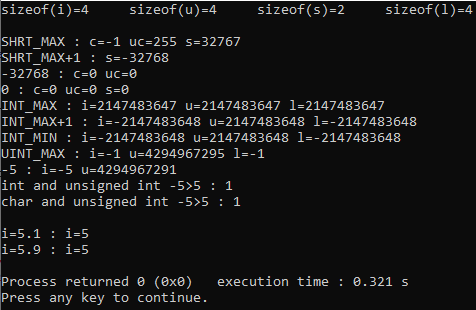 sizeof(i)=4    sizeof(u)=4    sizeof(s)=2    sizeof(l)=4
SHRT_MAX : c=-1 uc=255 s=32767
SHRT_MAX+1 : s=-32768
-32768 : c=0 uc=0
0 : c=0 uc=0 s=0
INT_MAX : i=2147483647 u=2147483647 l=2147483647
INT_MAX+1 : i=-2147483648 u=2147483648 l=-2147483648
INT_MIN : i=-2147483648 u=2147483648 l=-2147483648
UINT_MAX : i=-1 u=4294967295 l=-1
-5 : i=-5 u=4294967291
int and unsigned int -5>5 : 1
char and unsigned int -5>5 : 1
i=5.1 : i=5
i=5.9 : i=5
Process returned 0 (0x0)   execution time : 0.321 s
Press any key to continue.